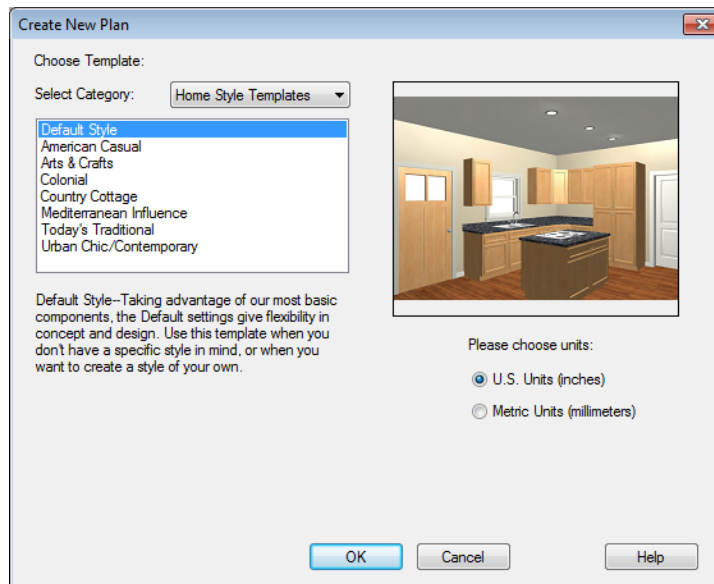 Create New Plan
Choose Template:
Select Category:
Home Style Templates
Default Style
American Casual
Arts & Crafts
Colonial
Country Cottage
Mediterranean Influence
Today's Traditional
Urban Chic/Contemporary
Default Style--Taking advantage of our most basic
components, the Default settings give flexibility in
concept and design. Use this template when you
don't have a specific style in mind, or when you
want to create a style of your own.
Please choose units:
U.S. Units (inches)
Metric Units (millimeters)
OK
Cancel
Help